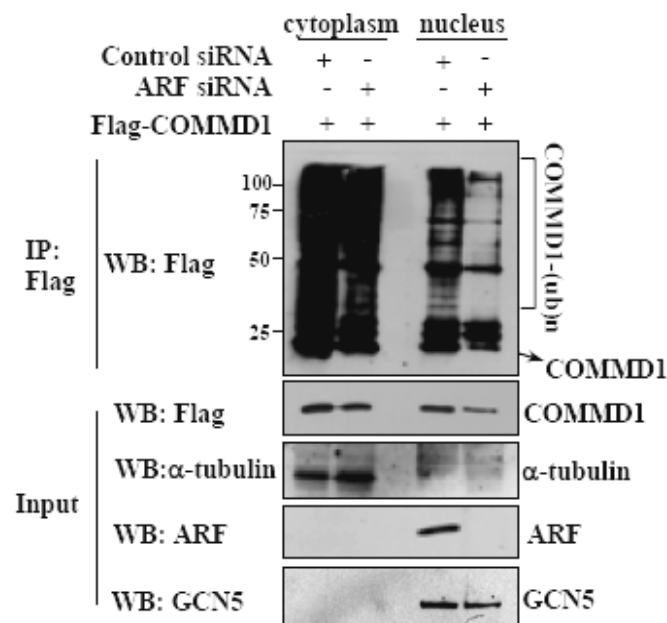 cytoplasm nucleus
Control siRNA + - + -
ARF siRNA - + - +
Flag-COMMD1 + + + +
100
75
50
25
IP:
Flag
WB: Flag
COMMD1-(ub)n
COMMD1
Input
WB: Flag COMMD1
WB:α-tubulin α-tubulin
WB: ARF ARF
WB: GCN5 GCN5